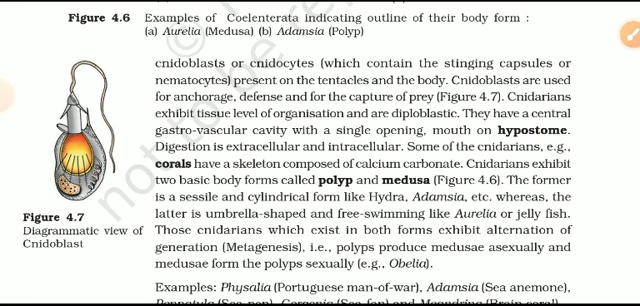 Figure 4.6 Examples of Coelenterata indicating outline of their body form :
(a) Aurelia (Medusa) (b) Adamsia (Polyp)
cnidoblasts or cnidocytes (which contain the stinging capsules or
nematocytes) present on the tentacles and the body. Cnidoblasts are used
for anchorage, defense and for the capture of prey (Figure 4.7). Cnidarians
exhibit tissue level of organisation and are diploblastic. They have a central
gastro-vascular cavity with a single opening, mouth on hypostome.
Digestion is extracellular and intracellular. Some of the cnidarians, e.g.,
corals have a skeleton composed of calcium carbonate. Cnidarians exhibit
two basic body forms called polyp and medusa (Figure 4.6). The former
is a sessile and cylindrical form like Hydra, Adamsia, etc. whereas, the
latter is umbrella-shaped and free-swimming like Aurelia or jelly fish.
Those cnidarians which exist in both forms exhibit alternation of
generation (Metagenesis), i.e., polyps produce medusae asexually and
medusae form the polyps sexually (e.g., Obelia).
Examples: Physalia (Portuguese man-of-war), Adamsia (Sea anemone),
Figure 4.7
Diagrammatic view of
Cnidoblast
not to be